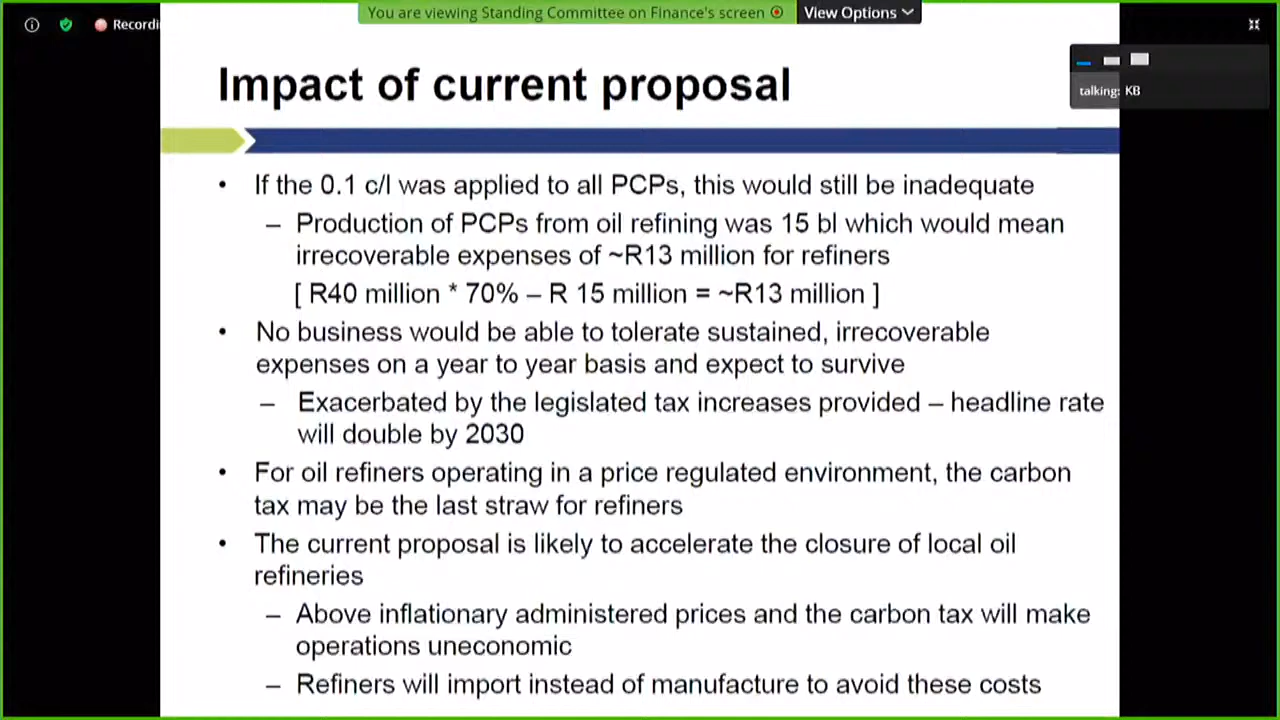 You are viewing Standing Committee on Finance's screen
View Options
Recordi
talking: KB
Impact of current proposal
• If the 0.1 c/l was applied to all PCPs, this would still be inadequate
– Production of PCPs from oil refining was 15 bl which would mean
irrecoverable expenses of ~R13 million for refiners
[ R40 million * 70% – R 15 million = ~R13 million ]
• No business would be able to tolerate sustained, irrecoverable
expenses on a year to year basis and expect to survive
– Exacerbated by the legislated tax increases provided – headline rate
will double by 2030
• For oil refiners operating in a price regulated environment, the carbon
tax may be the last straw for refiners
• The current proposal is likely to accelerate the closure of local oil
refineries
– Above inflationary administered prices and the carbon tax will make
operations uneconomic
– Refiners will import instead of manufacture to avoid these costs